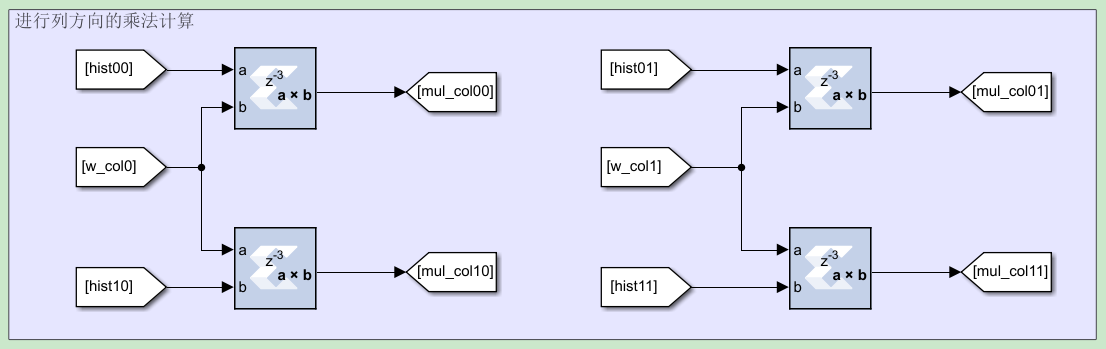 进行列方向的乘法计算
[hist00]
a
b
z-3
a × b
[mul_col00]
[w_col0]
[hist10]
a
b
z-3
a × b
[mul_col10]
[hist01]
a
b
z-3
a × b
[mul_col01]
[w_col1]
[hist11]
a
b
z-3
a × b
[mul_col11]